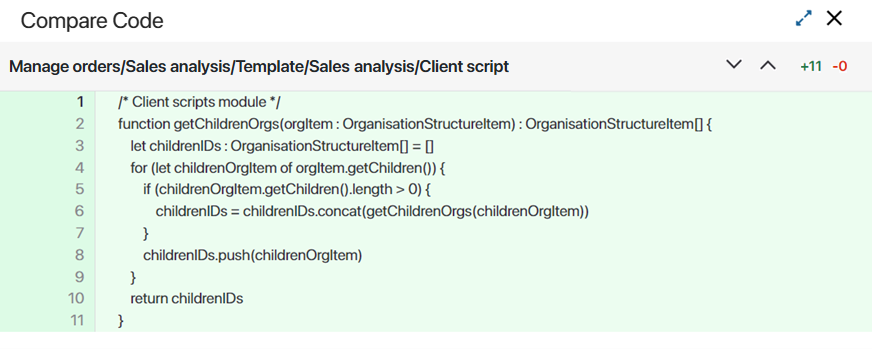 Compare Code
Manage orders/Sales analysis/Template/Sales analysis/Client script +11 -0
1 /* Client scripts module */
2 function getChildrenOrgs(orgItem : OrganisationStructureItem) : OrganisationStructureItem[] {
3 let childrenIDs : OrganisationStructureItem[] = []
4 for (let childrenOrgItem of orgItem.getChildren()) {
5 if (childrenOrgItem.getChildren().length > 0) {
6 childrenIDs = childrenIDs.concat(getChildrenOrgs(childrenOrgItem))
7 }
8 childrenIDs.push(childrenOrgItem)
9 }
10 return childrenIDs
11 }